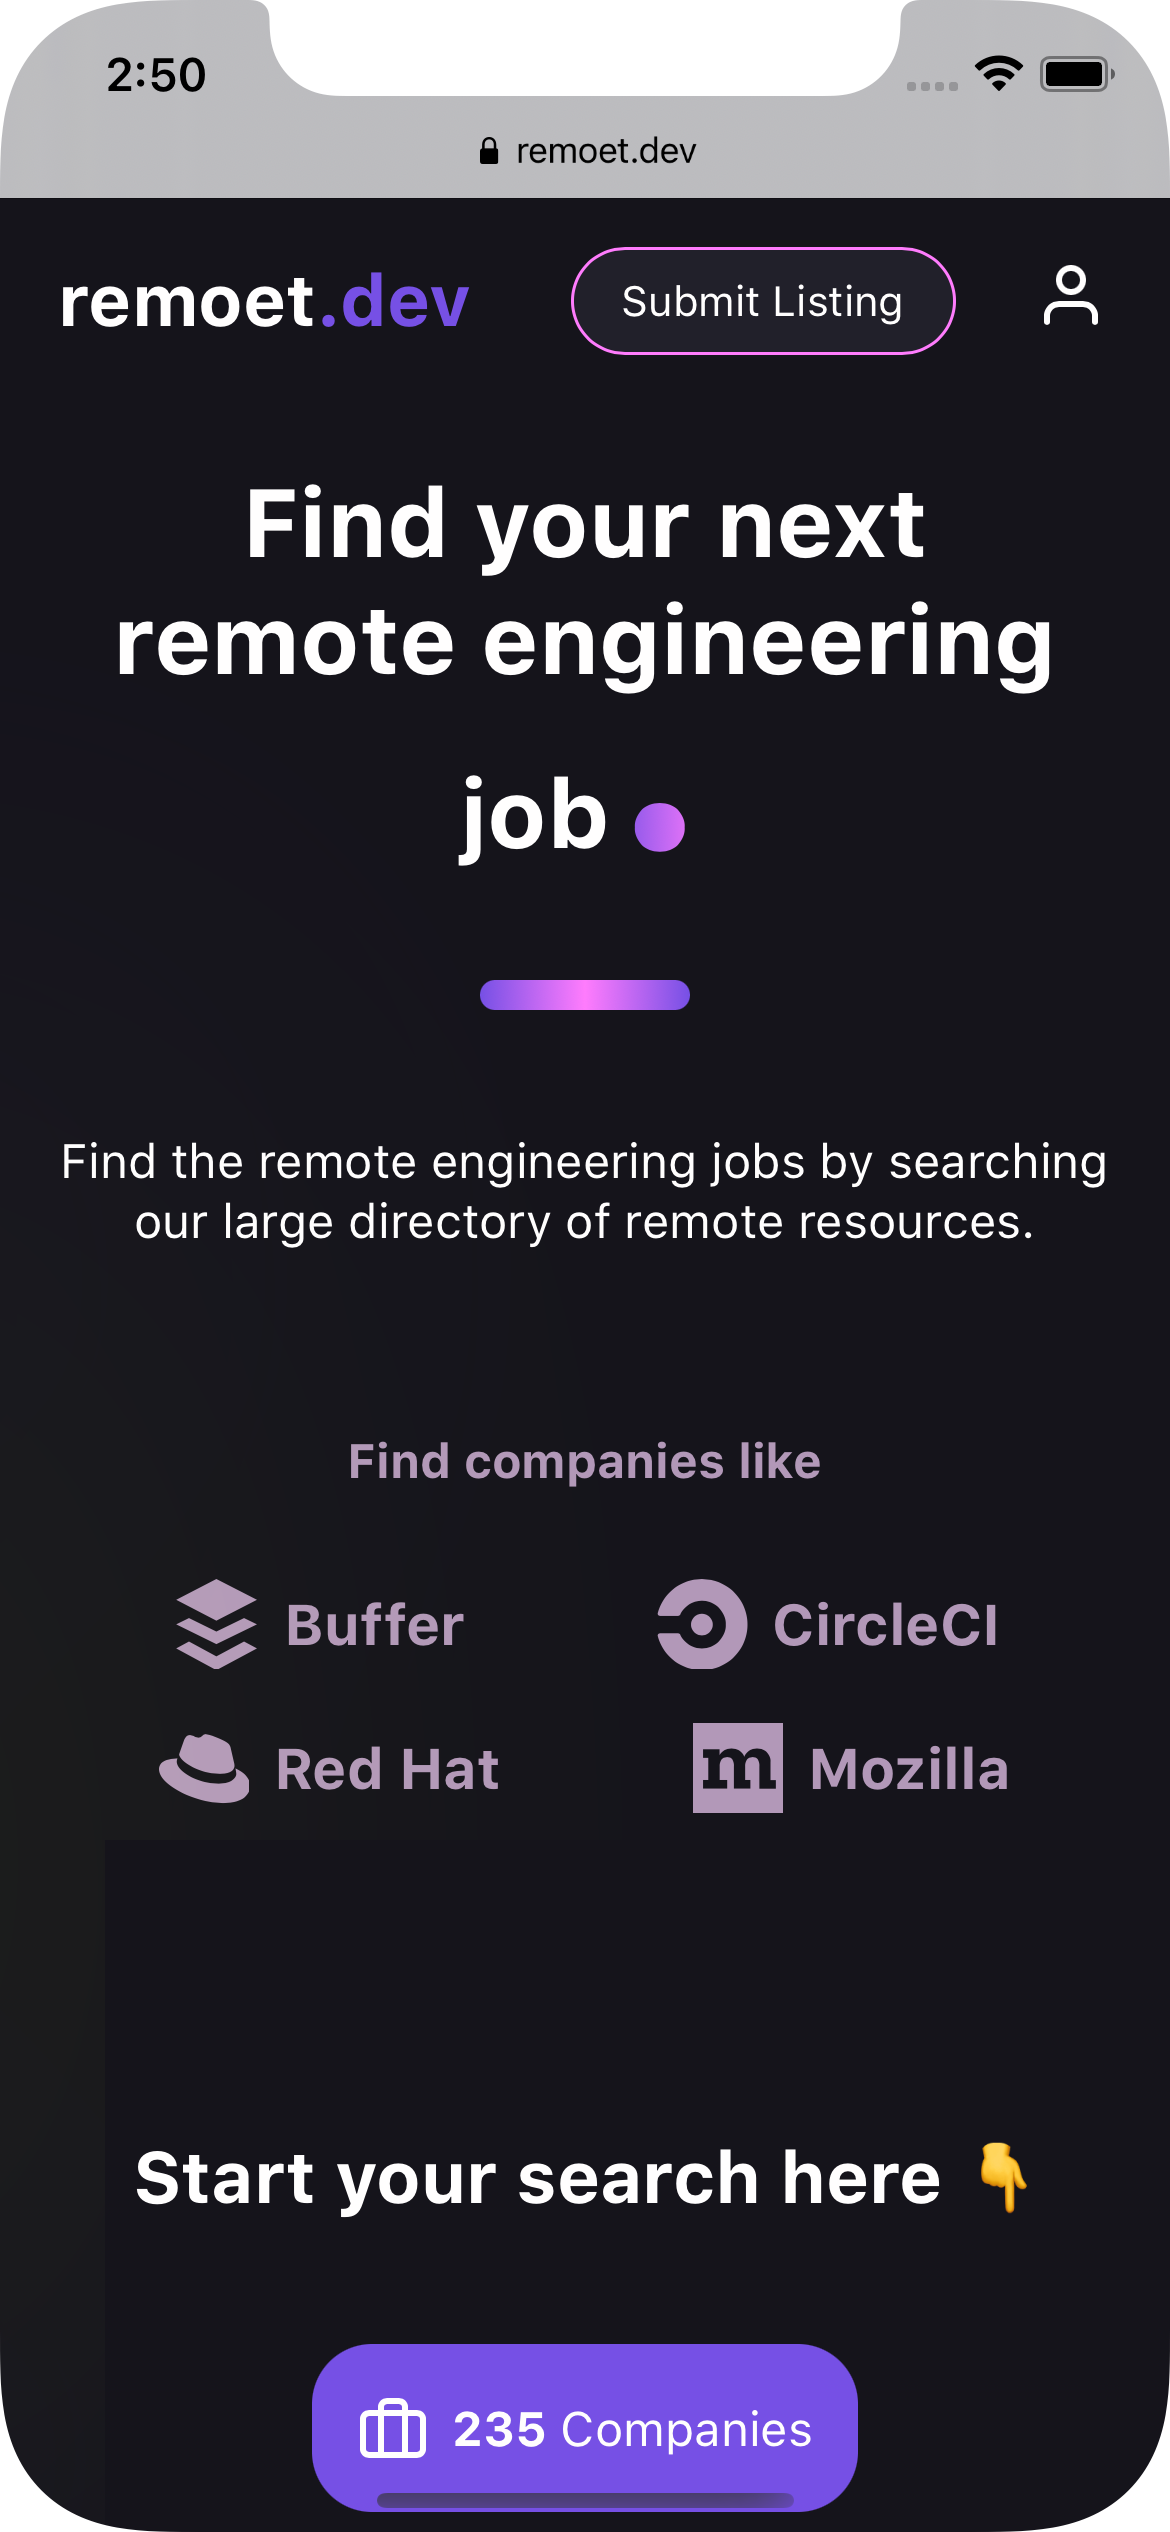 2:50
remoet.dev
remoet.dev
Submit Listing
Find your next
remote engineering
job
Find the remote engineering jobs by searching
our large directory of remote resources.
Find companies like
Buffer
CircleCI
Red Hat
m Mozilla
Start your search here 👇
235 Companies